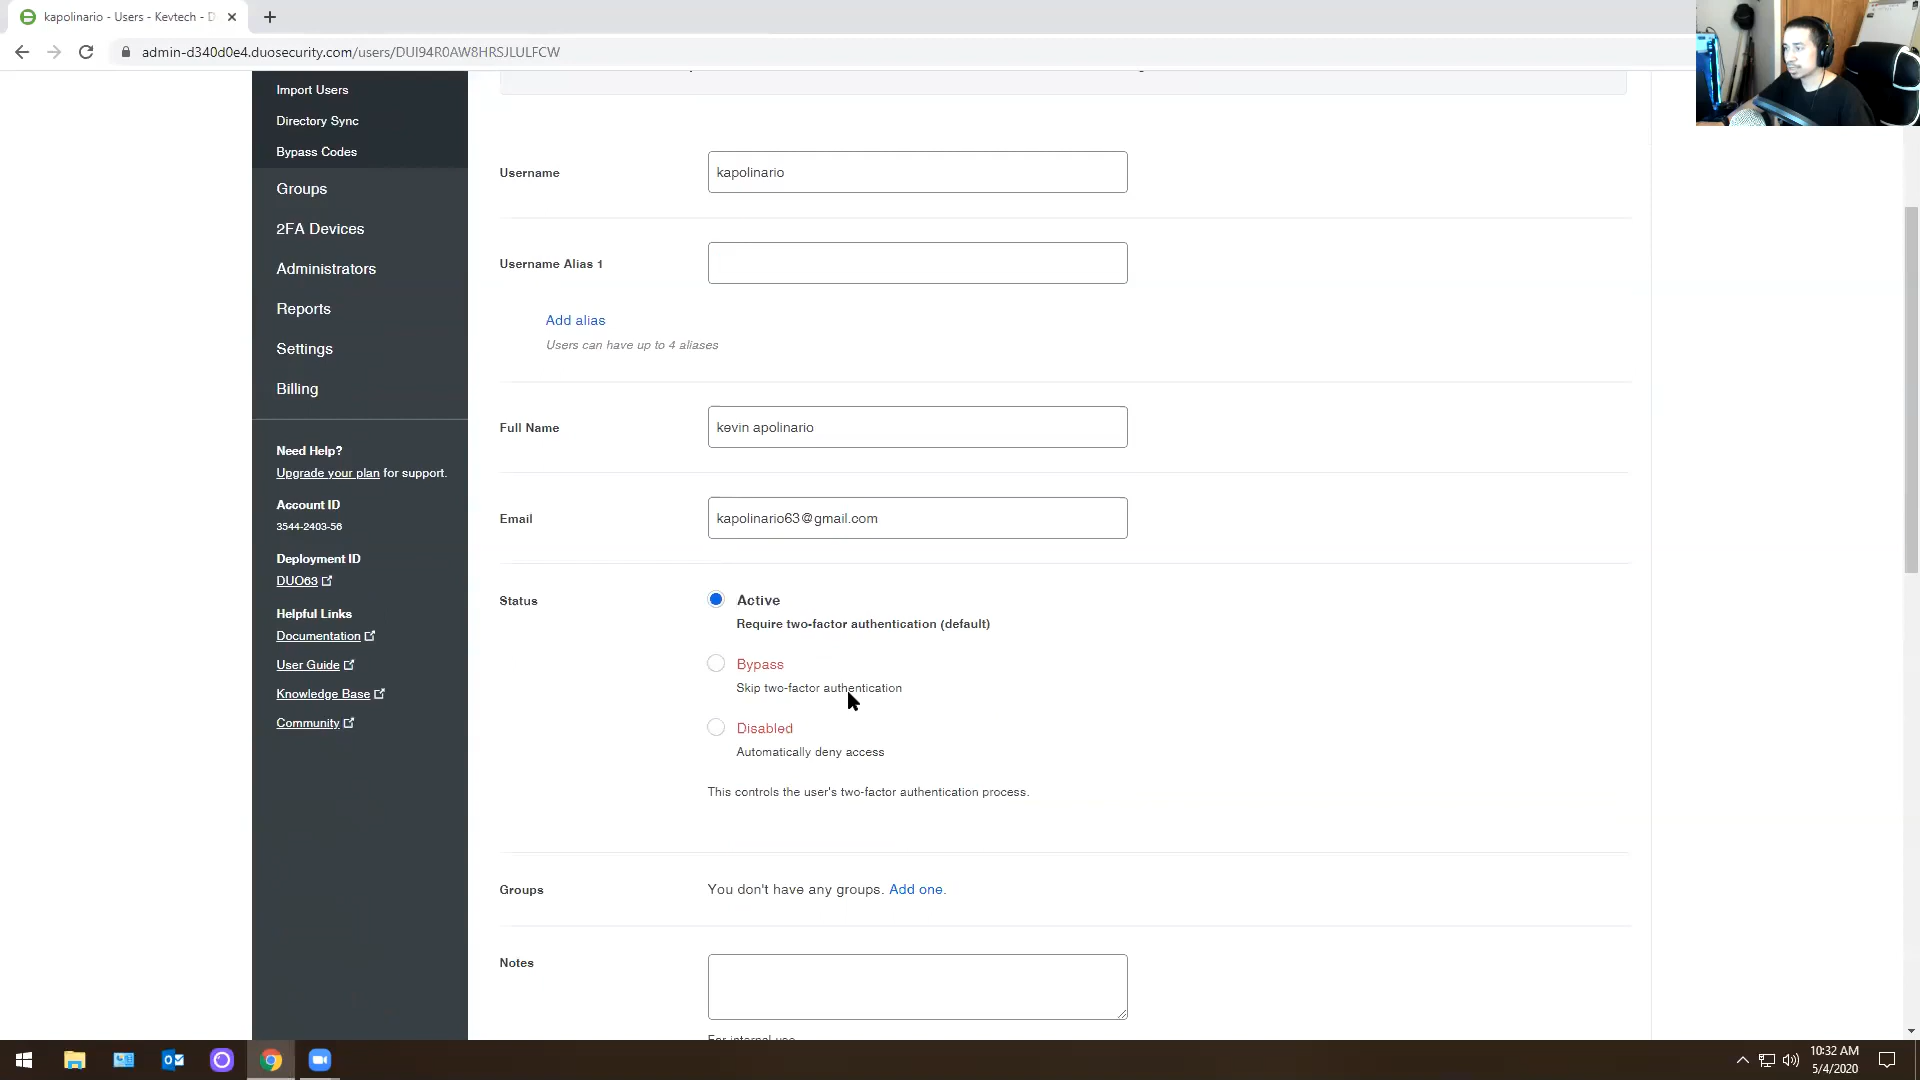 kapolinario - Users - Kevtech - D
admin-d340d0e4.duosecurity.com/users/DUI94R0AW8HRSJLULFCW
Import Users
Directory Sync
Bypass Codes
Groups
2FA Devices
Administrators
Reports
Settings
Billing
Need Help?
Upgrade your plan for support.
Account ID
3544-2403-56
Deployment ID
DUO63
Helpful Links
Documentation
User Guide
Knowledge Base
Community
Username
kapolinario
Username Alias 1
Add alias
Users can have up to 4 aliases
Full Name
kevin apolinario
Email
kapolinario63@gmail.com
Status
Active
Require two-factor authentication (default)
Bypass
Skip two-factor authentication
Disabled
Automatically deny access
This controls the user's two-factor authentication process.
Groups
You don't have any groups. Add one.
Notes
For internal use
10:32 AM
5/4/2020